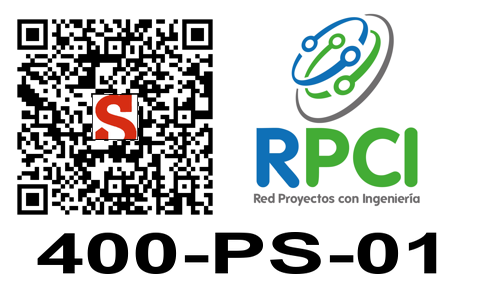 S
RPCI
Red Proyectos con Ingeniería
400-PS-01